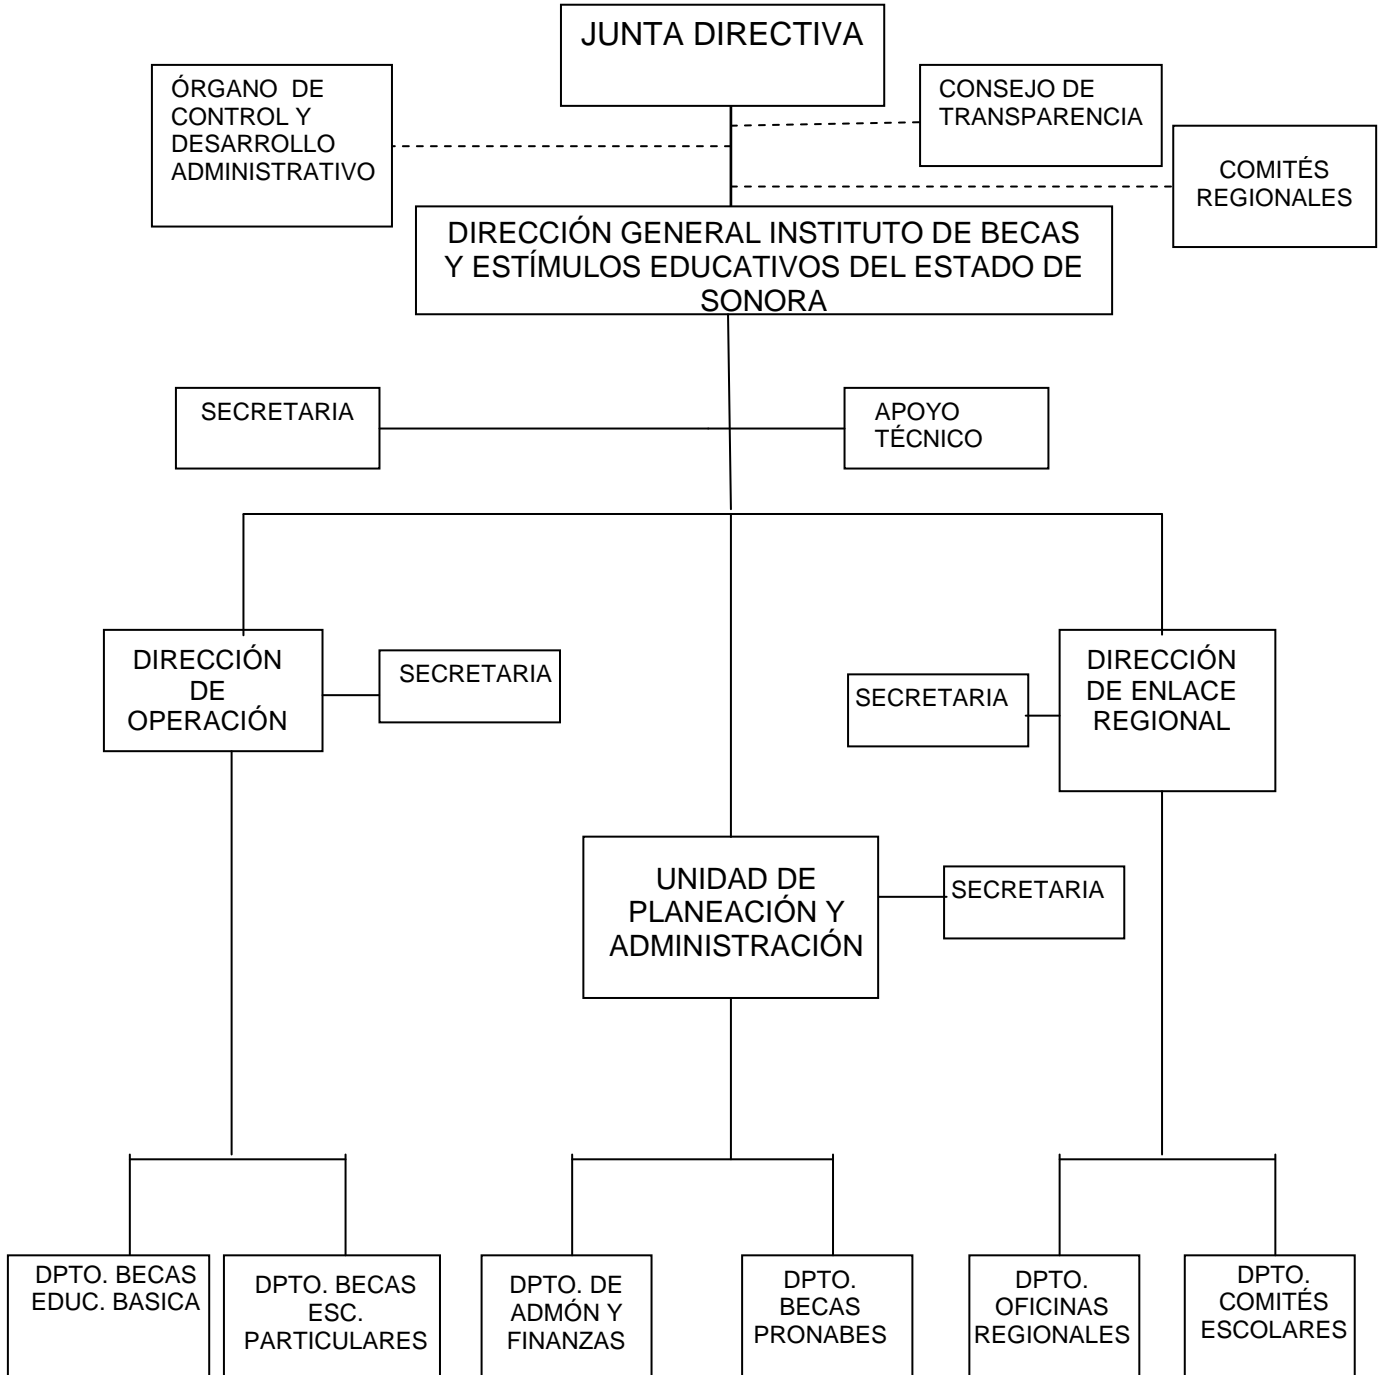 JUNTA DIRECTIVA
ÓRGANO DE
CONTROL Y
DESARROLLO
ADMINISTRATIVO
CONSEJO DE
TRANSPARENCIA
COMITÉS
REGIONALES
DIRECCIÓN GENERAL INSTITUTO DE BECAS
Y ESTÍMULOS EDUCATIVOS DEL ESTADO DE
SONORA
SECRETARIA
APOYO
TÉCNICO
DIRECCIÓN
DE
OPERACIÓN
SECRETARIA
SECRETARIA
DIRECCIÓN
DE ENLACE
REGIONAL
UNIDAD DE
PLANEACIÓN Y
ADMINISTRACIÓN
SECRETARIA
DPTO. BECAS
EDUC. BASICA
DPTO. BECAS
ESC.
PARTICULARES
DPTO. DE
ADMÓN Y
FINANZAS
DPTO.
BECAS
PRONABES
DPTO.
OFICINAS
REGIONALES
DPTO.
COMITÉS
ESCOLARES